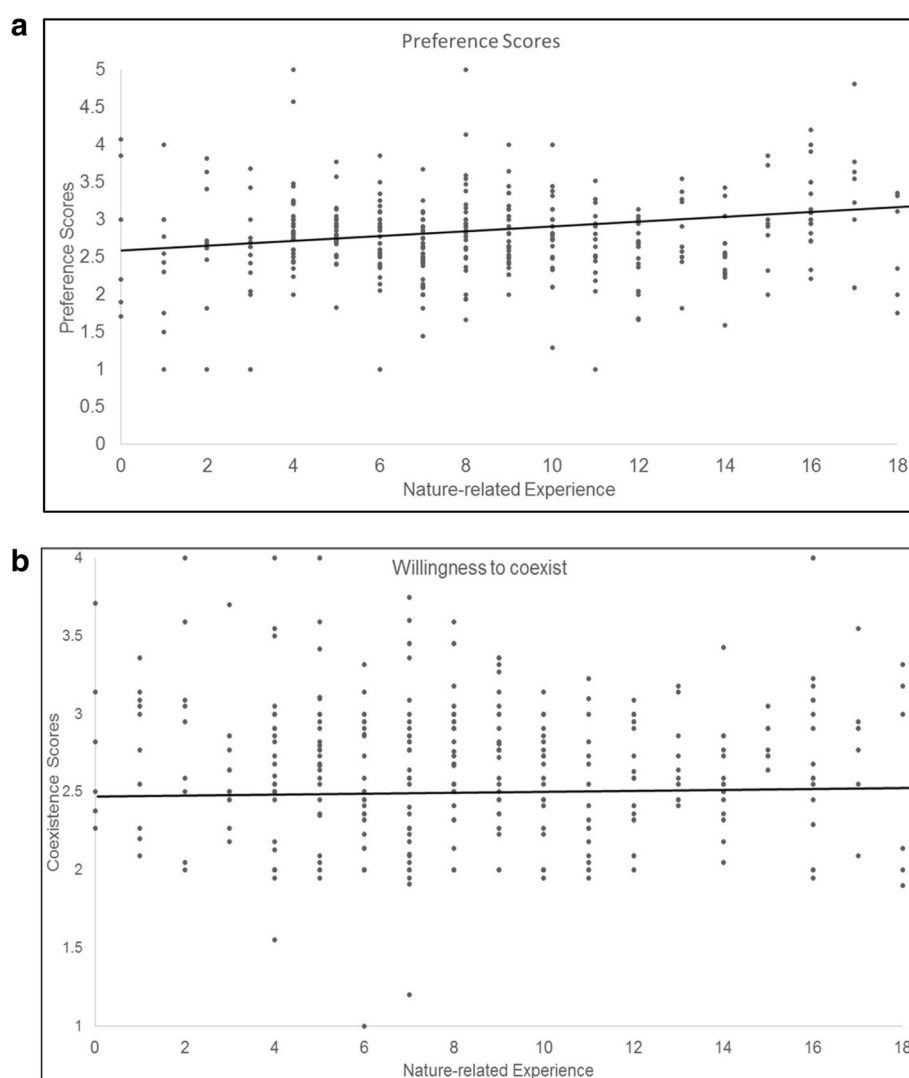 a
Preference Scores
5
4.5
4
3.5
3
2.5
2
1.5
1
0.5
0
Preference Scores
0 2 4 6 8 10 12 14 16 18
Nature-related Experience
b
Willingness to coexist
4
3.5
3
2.5
2
1.5
1
Coexistence Scores
0 2 4 6 8 10 12 14 16 18
Nature-related Experience